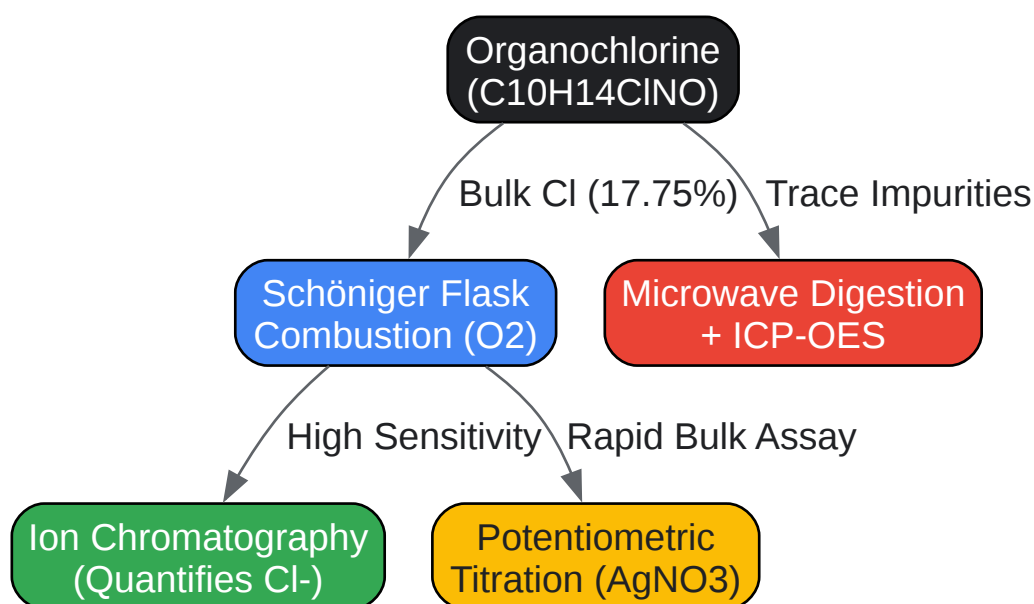 Organochlorine
(C10H14ClNO)
Bulk Cl (17.75%)
Trace Impurities
Schöniger Flask
Combustion (O2)
Microwave Digestion
+ ICP-OES
High Sensitivity
Rapid Bulk Assay
Ion Chromatography
(Quantifies Cl-)
Potentiometric
Titration (AgNO3)